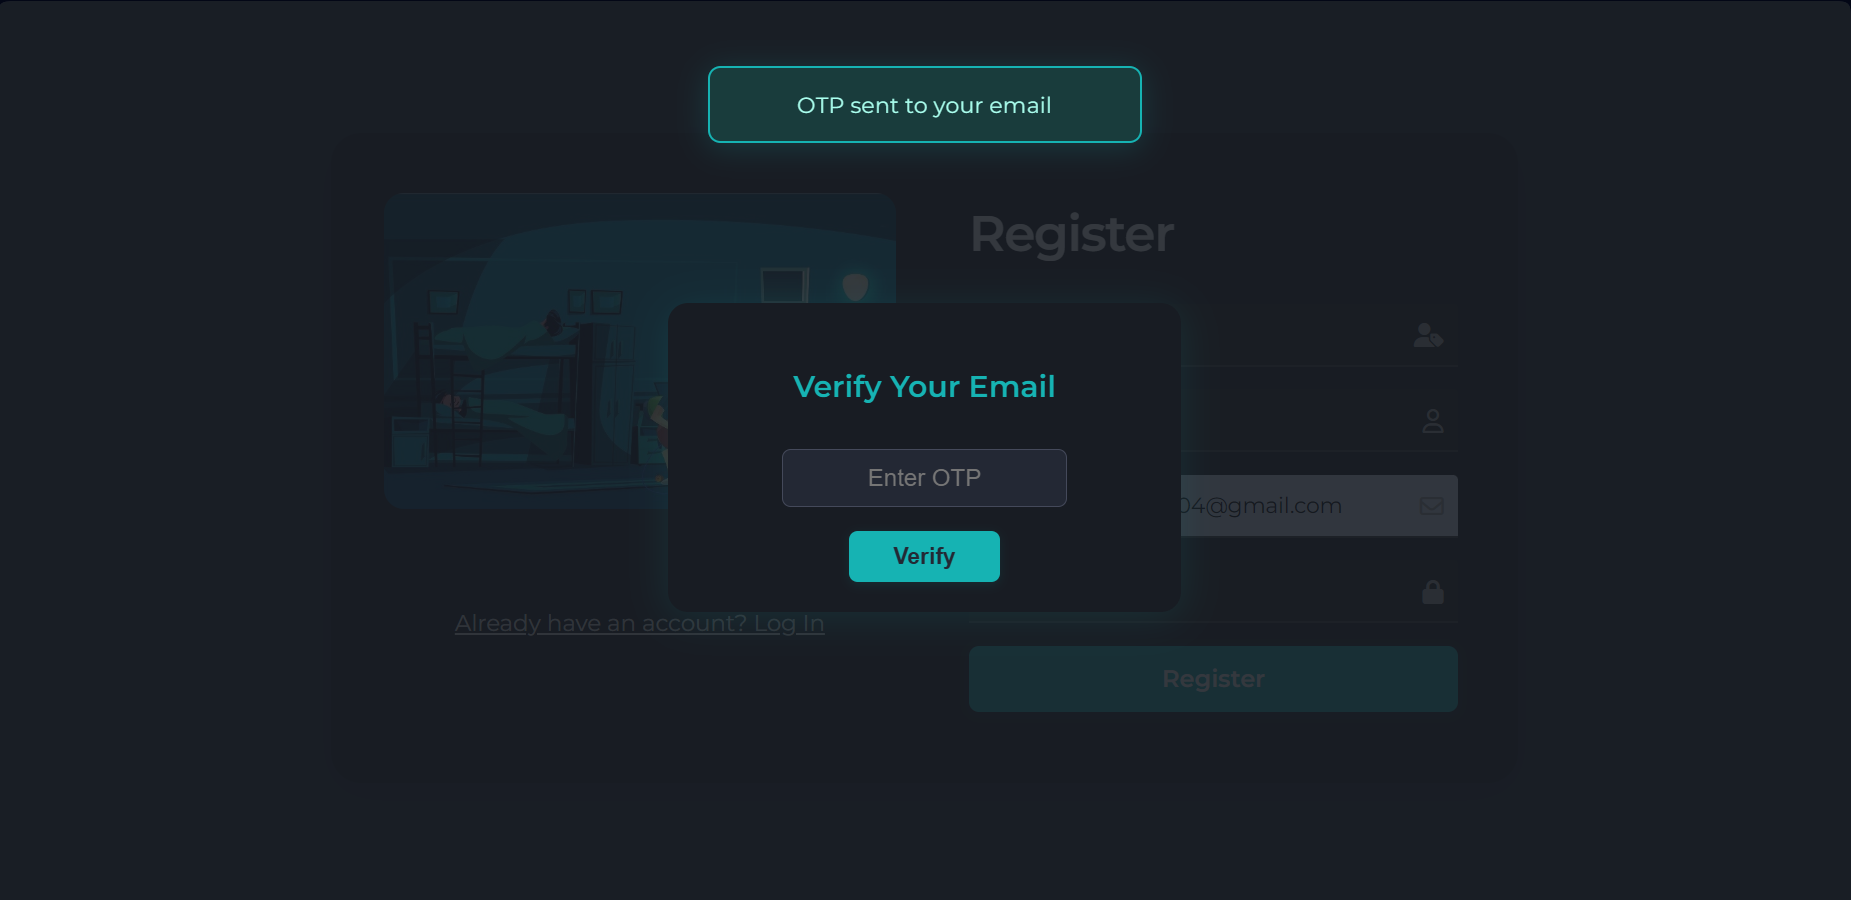 OTP sent to your email
Register
Verify Your Email
Enter OTP
04@gmail.com
Verify
Already have an account? Log In
Register